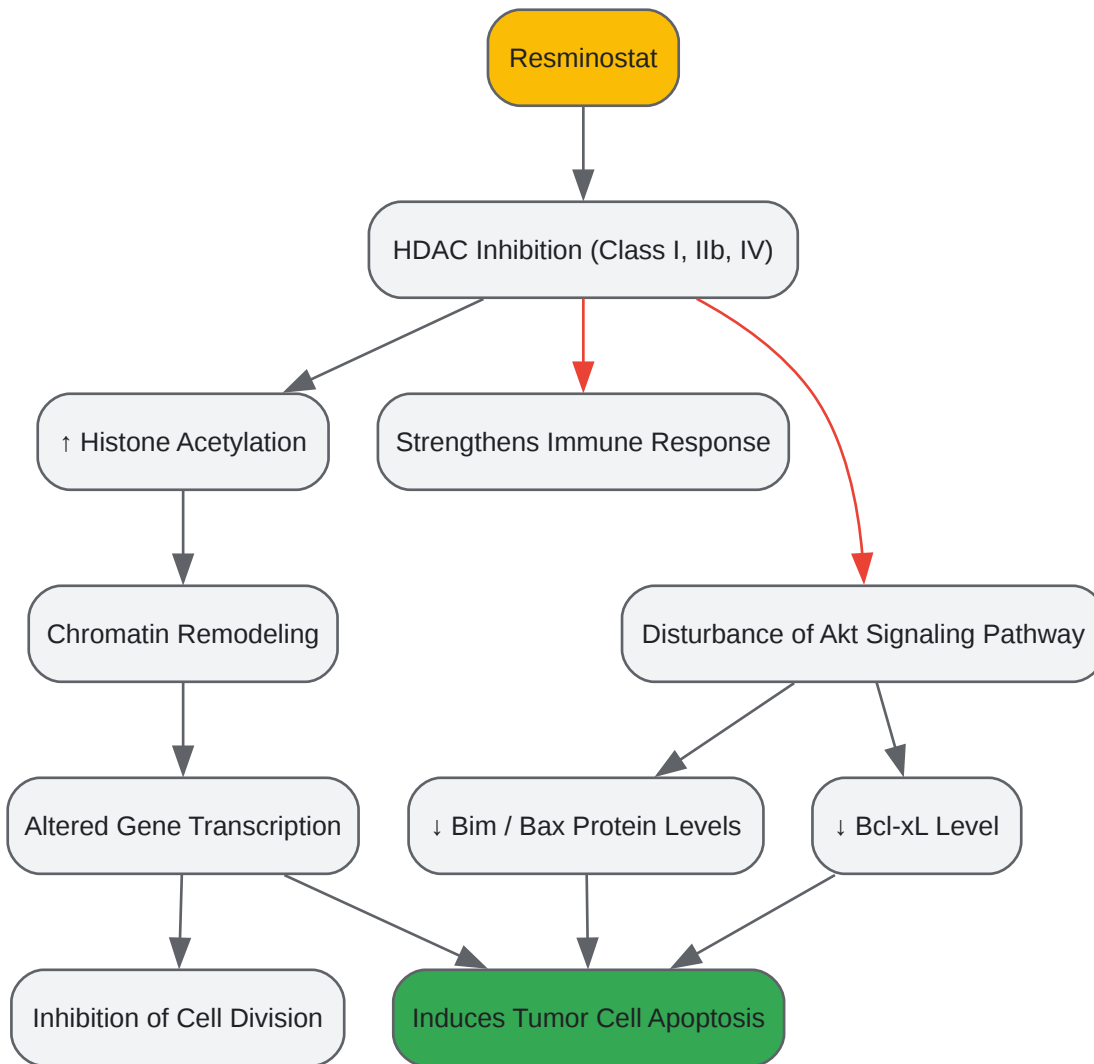 Resminostat
HDAC Inhibition (Class I, IIb, IV)
↑ Histone Acetylation
Strengthens Immune Response
Chromatin Remodeling
Disturbance of Akt Signaling Pathway
Altered Gene Transcription
↓ Bim / Bax Protein Levels
↓ Bcl-xL Level
Inhibition of Cell Division
Induces Tumor Cell Apoptosis